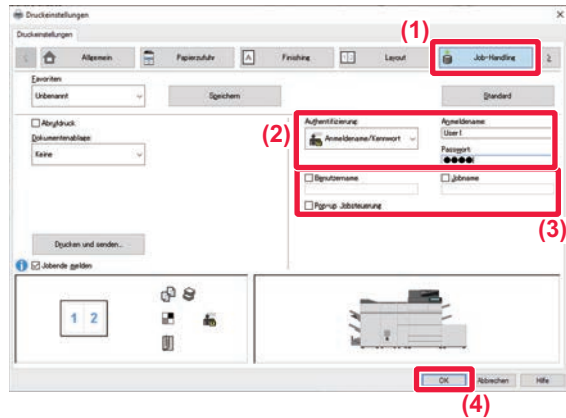 Druckeinstellungen
Druckeinstellungen
(1)
Allgemein
Papierzufuhr
Finishing
Layout
Job-Handling
Favoriten
Unbenannt
Speichern
Standard
Abrufdruck
Dokumentenablage:
Keine
(2)
Authentifizierung:
Anmeldename/Kennwort
Anmeldename:
User1
Passwort:
Benutzername
Jobname
Pop-up Jobsteuerung
(3)
Drucken und senden...
Jobende melden
1 2
OK
Abbrechen
Hilfe
(4)